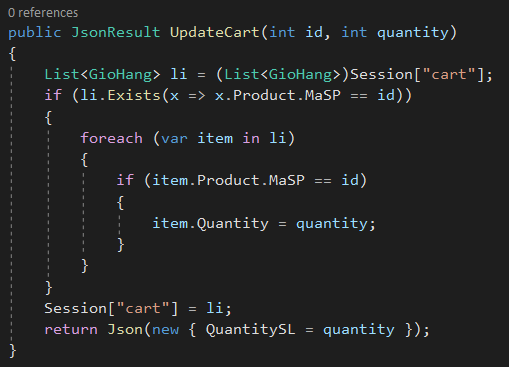 0 references
public JsonResult UpdateCart(int id, int quantity)
{
    List<GioHang> li = (List<GioHang>)Session["cart"];
    if (li.Exists(x => x.Product.MaSP == id))
    {
        foreach (var item in li)
        {
            if (item.Product.MaSP == id)
            {
                item.Quantity = quantity;
            }
        }
    }
    Session["cart"] = li;
    return Json(new { QuantitySL = quantity });
}